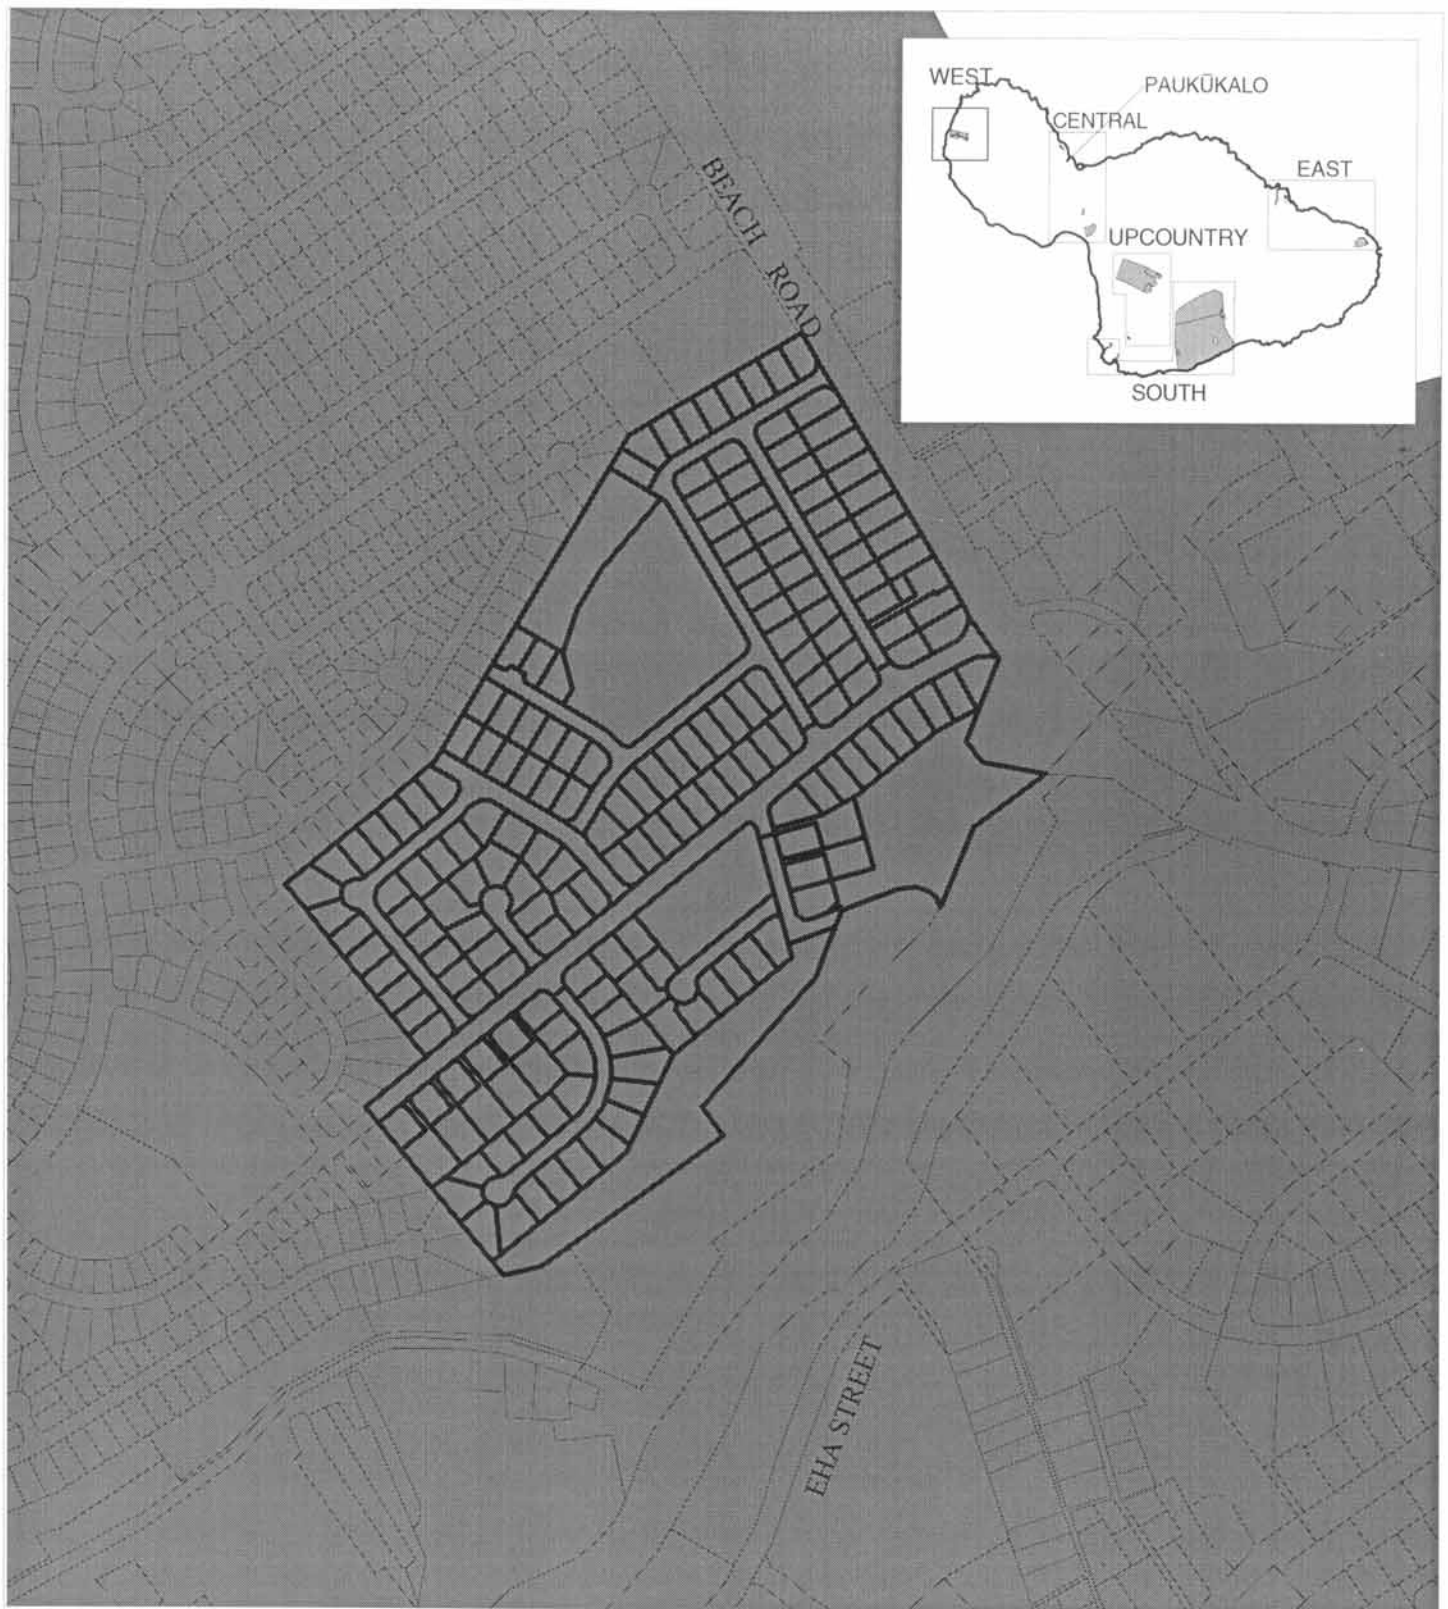 WEST
PAUKŪKALO
CENTRAL
EAST
UPCOUNTRY
SOUTH
BEACH ROAD
EHA STREET